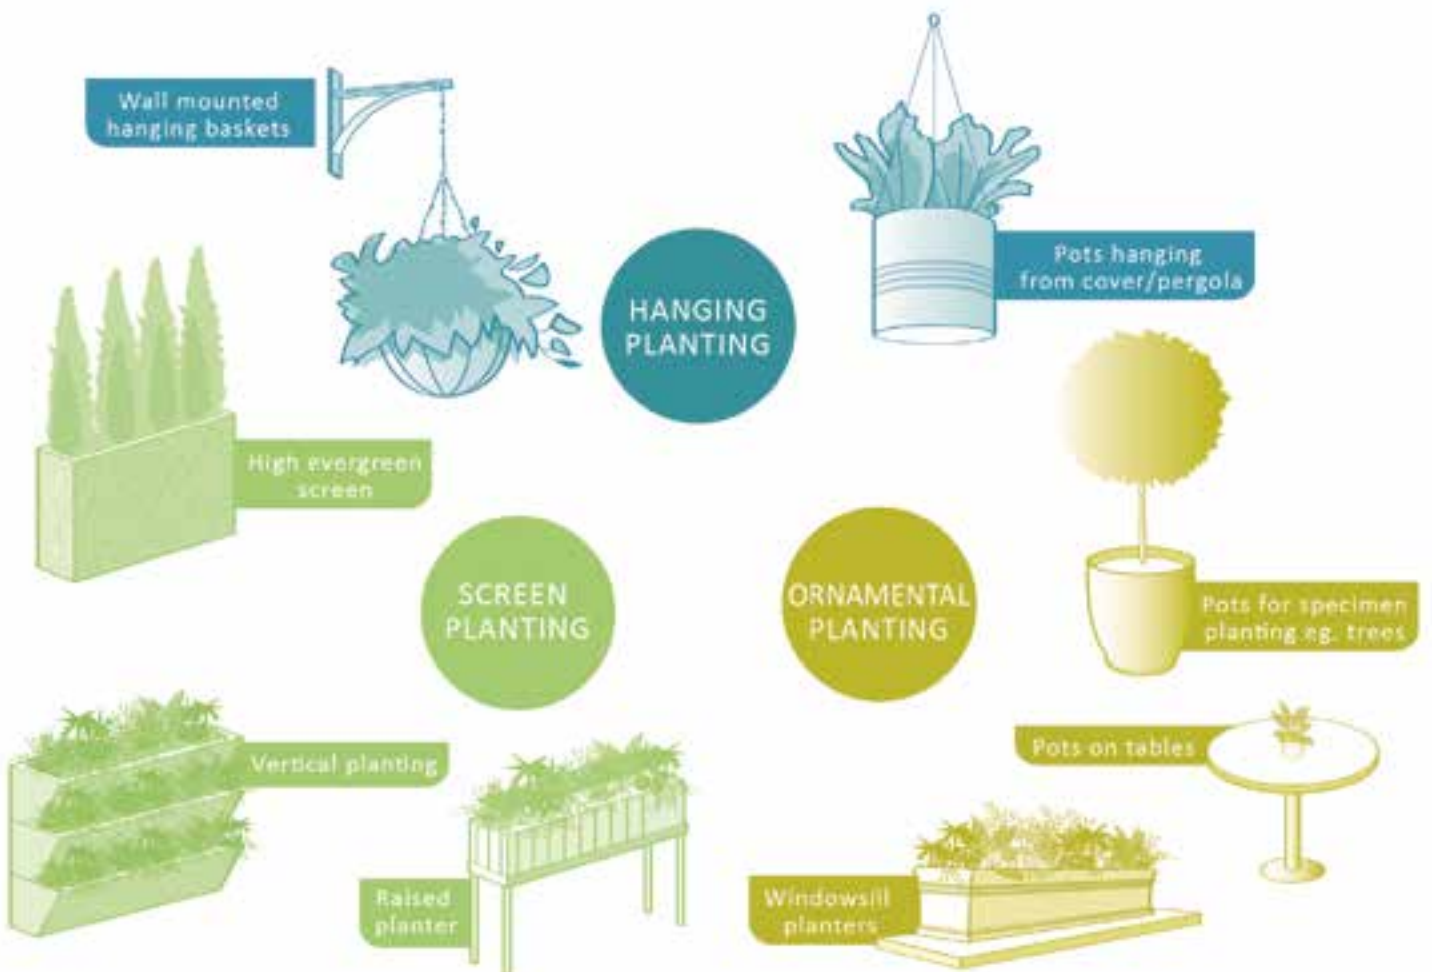 Wall mounted
hanging baskets
HANGING
PLANTING
Pots hanging
from cover/pergola
High evergreen
screen
SCREEN
PLANTING
ORNAMENTAL
PLANTING
Pots for specimen
planting eg. trees
Vertical planting
Pots on tables
Raised
planter
Windowsill
planters